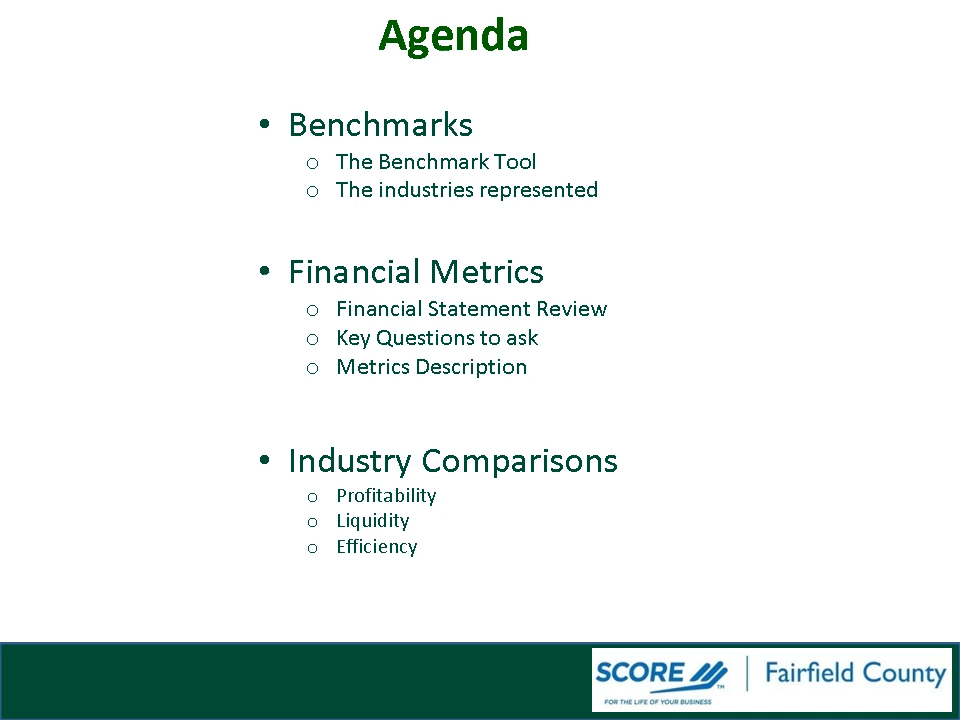 Agenda
• Benchmarks
o The Benchmark Tool
o The industries represented
• Financial Metrics
o Financial Statement Review
o Key Questions to ask
o Metrics Description
• Industry Comparisons
o Profitability
o Liquidity
o Efficiency
SCORE TM | Fairfield County
FOR THE LIFE OF YOUR BUSINESS